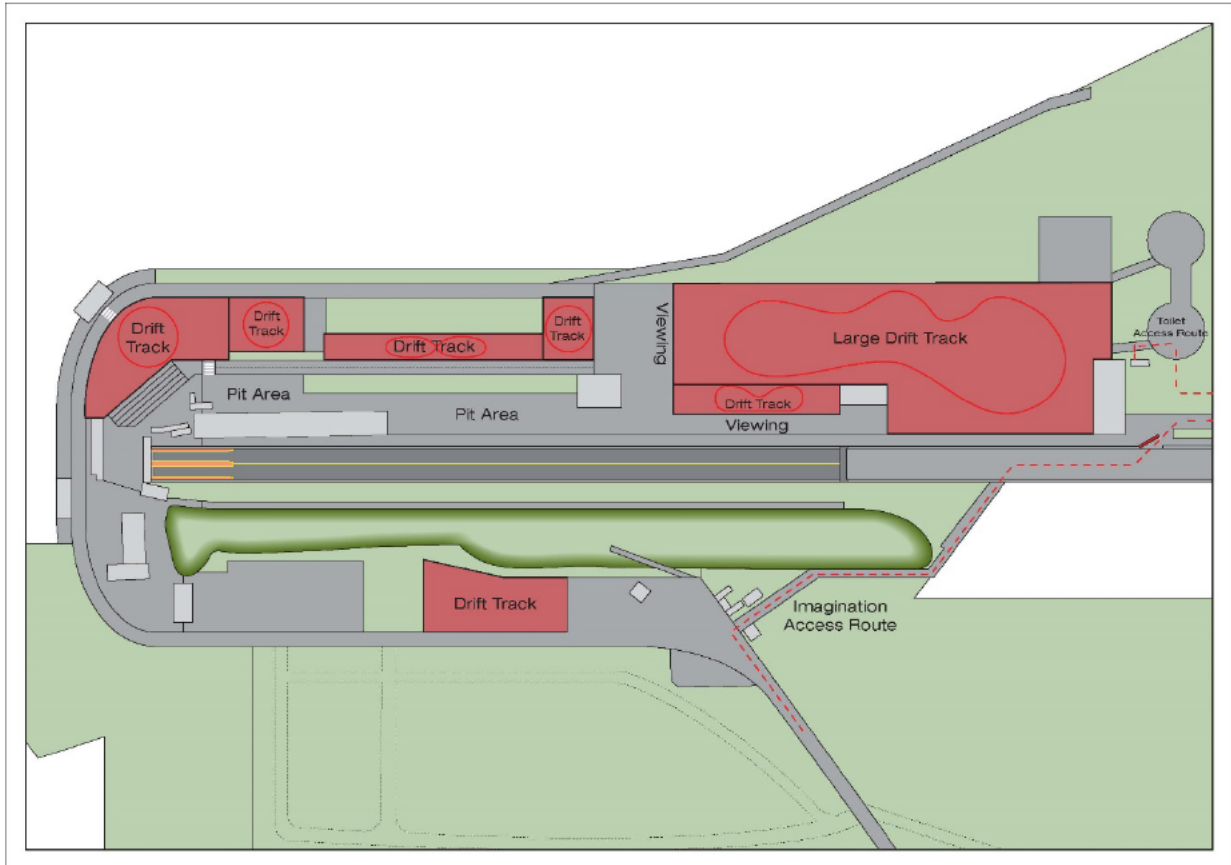 Drift
Track
Drift
Track
Drift Track
Drift
Track
Viewing
Large Drift Track
Toilet
Access Route
Pit Area
Pit Area
Drift Track
Viewing
Drift Track
Imagination
Access Route